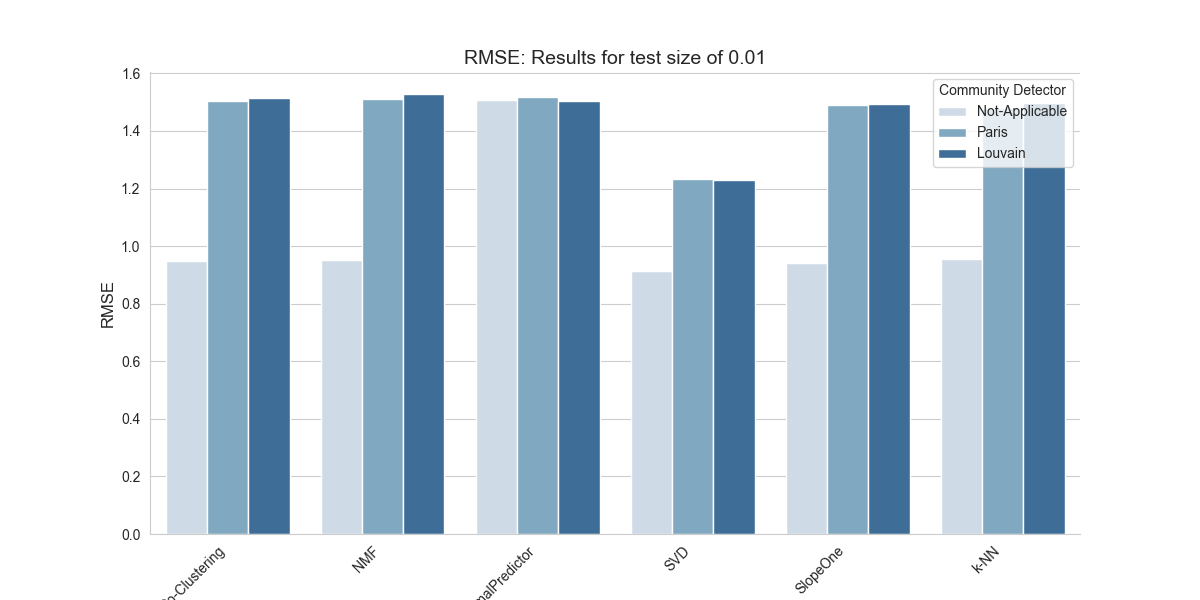 RMSE: Results for test size of 0.01
Community Detector
Not-Applicable
Paris
Louvain
RMSE
1.6
1.4
1.2
1.0
0.8
0.6
0.4
0.2
0.0
o-Clustering
NMF
malPredictor
SVD
SlopeOne
k-NN